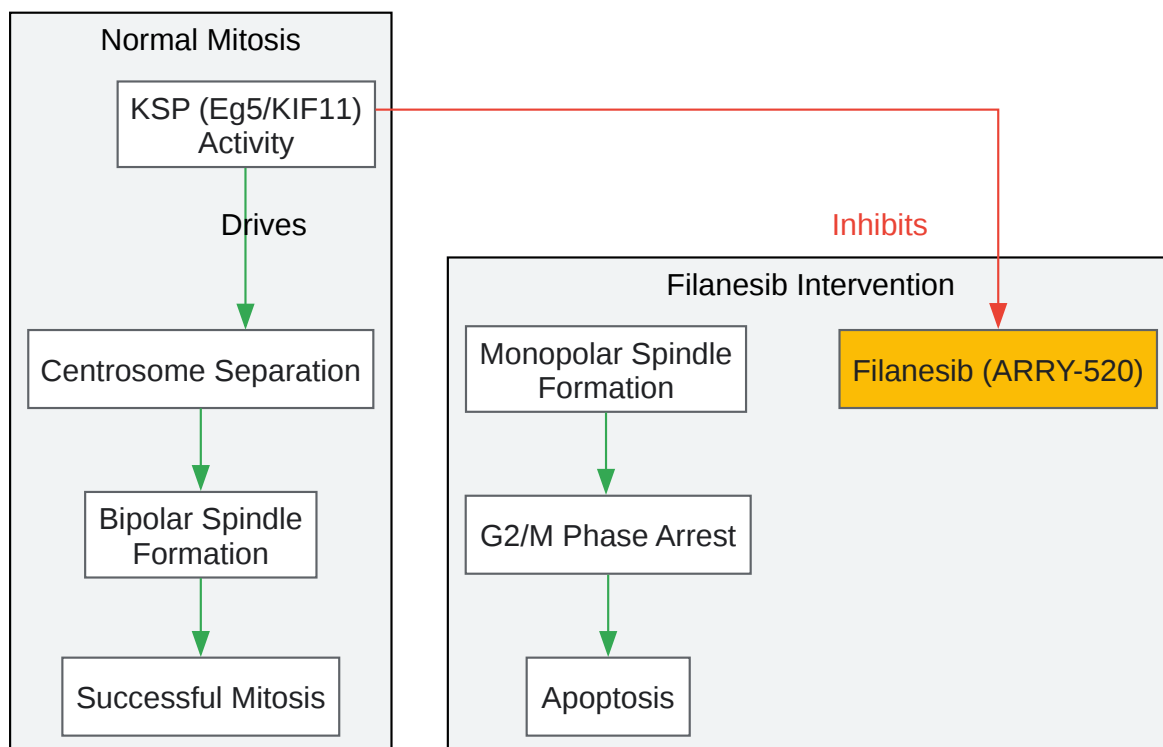 Normal Mitosis
KSP (Eg5/KIF11)
Activity
Drives
Centrosome Separation
Bipolar Spindle
Formation
Successful Mitosis
Inhibits
Filanesib Intervention
Monopolar Spindle
Formation
Filanesib (ARRY-520)
G2/M Phase Arrest
Apoptosis